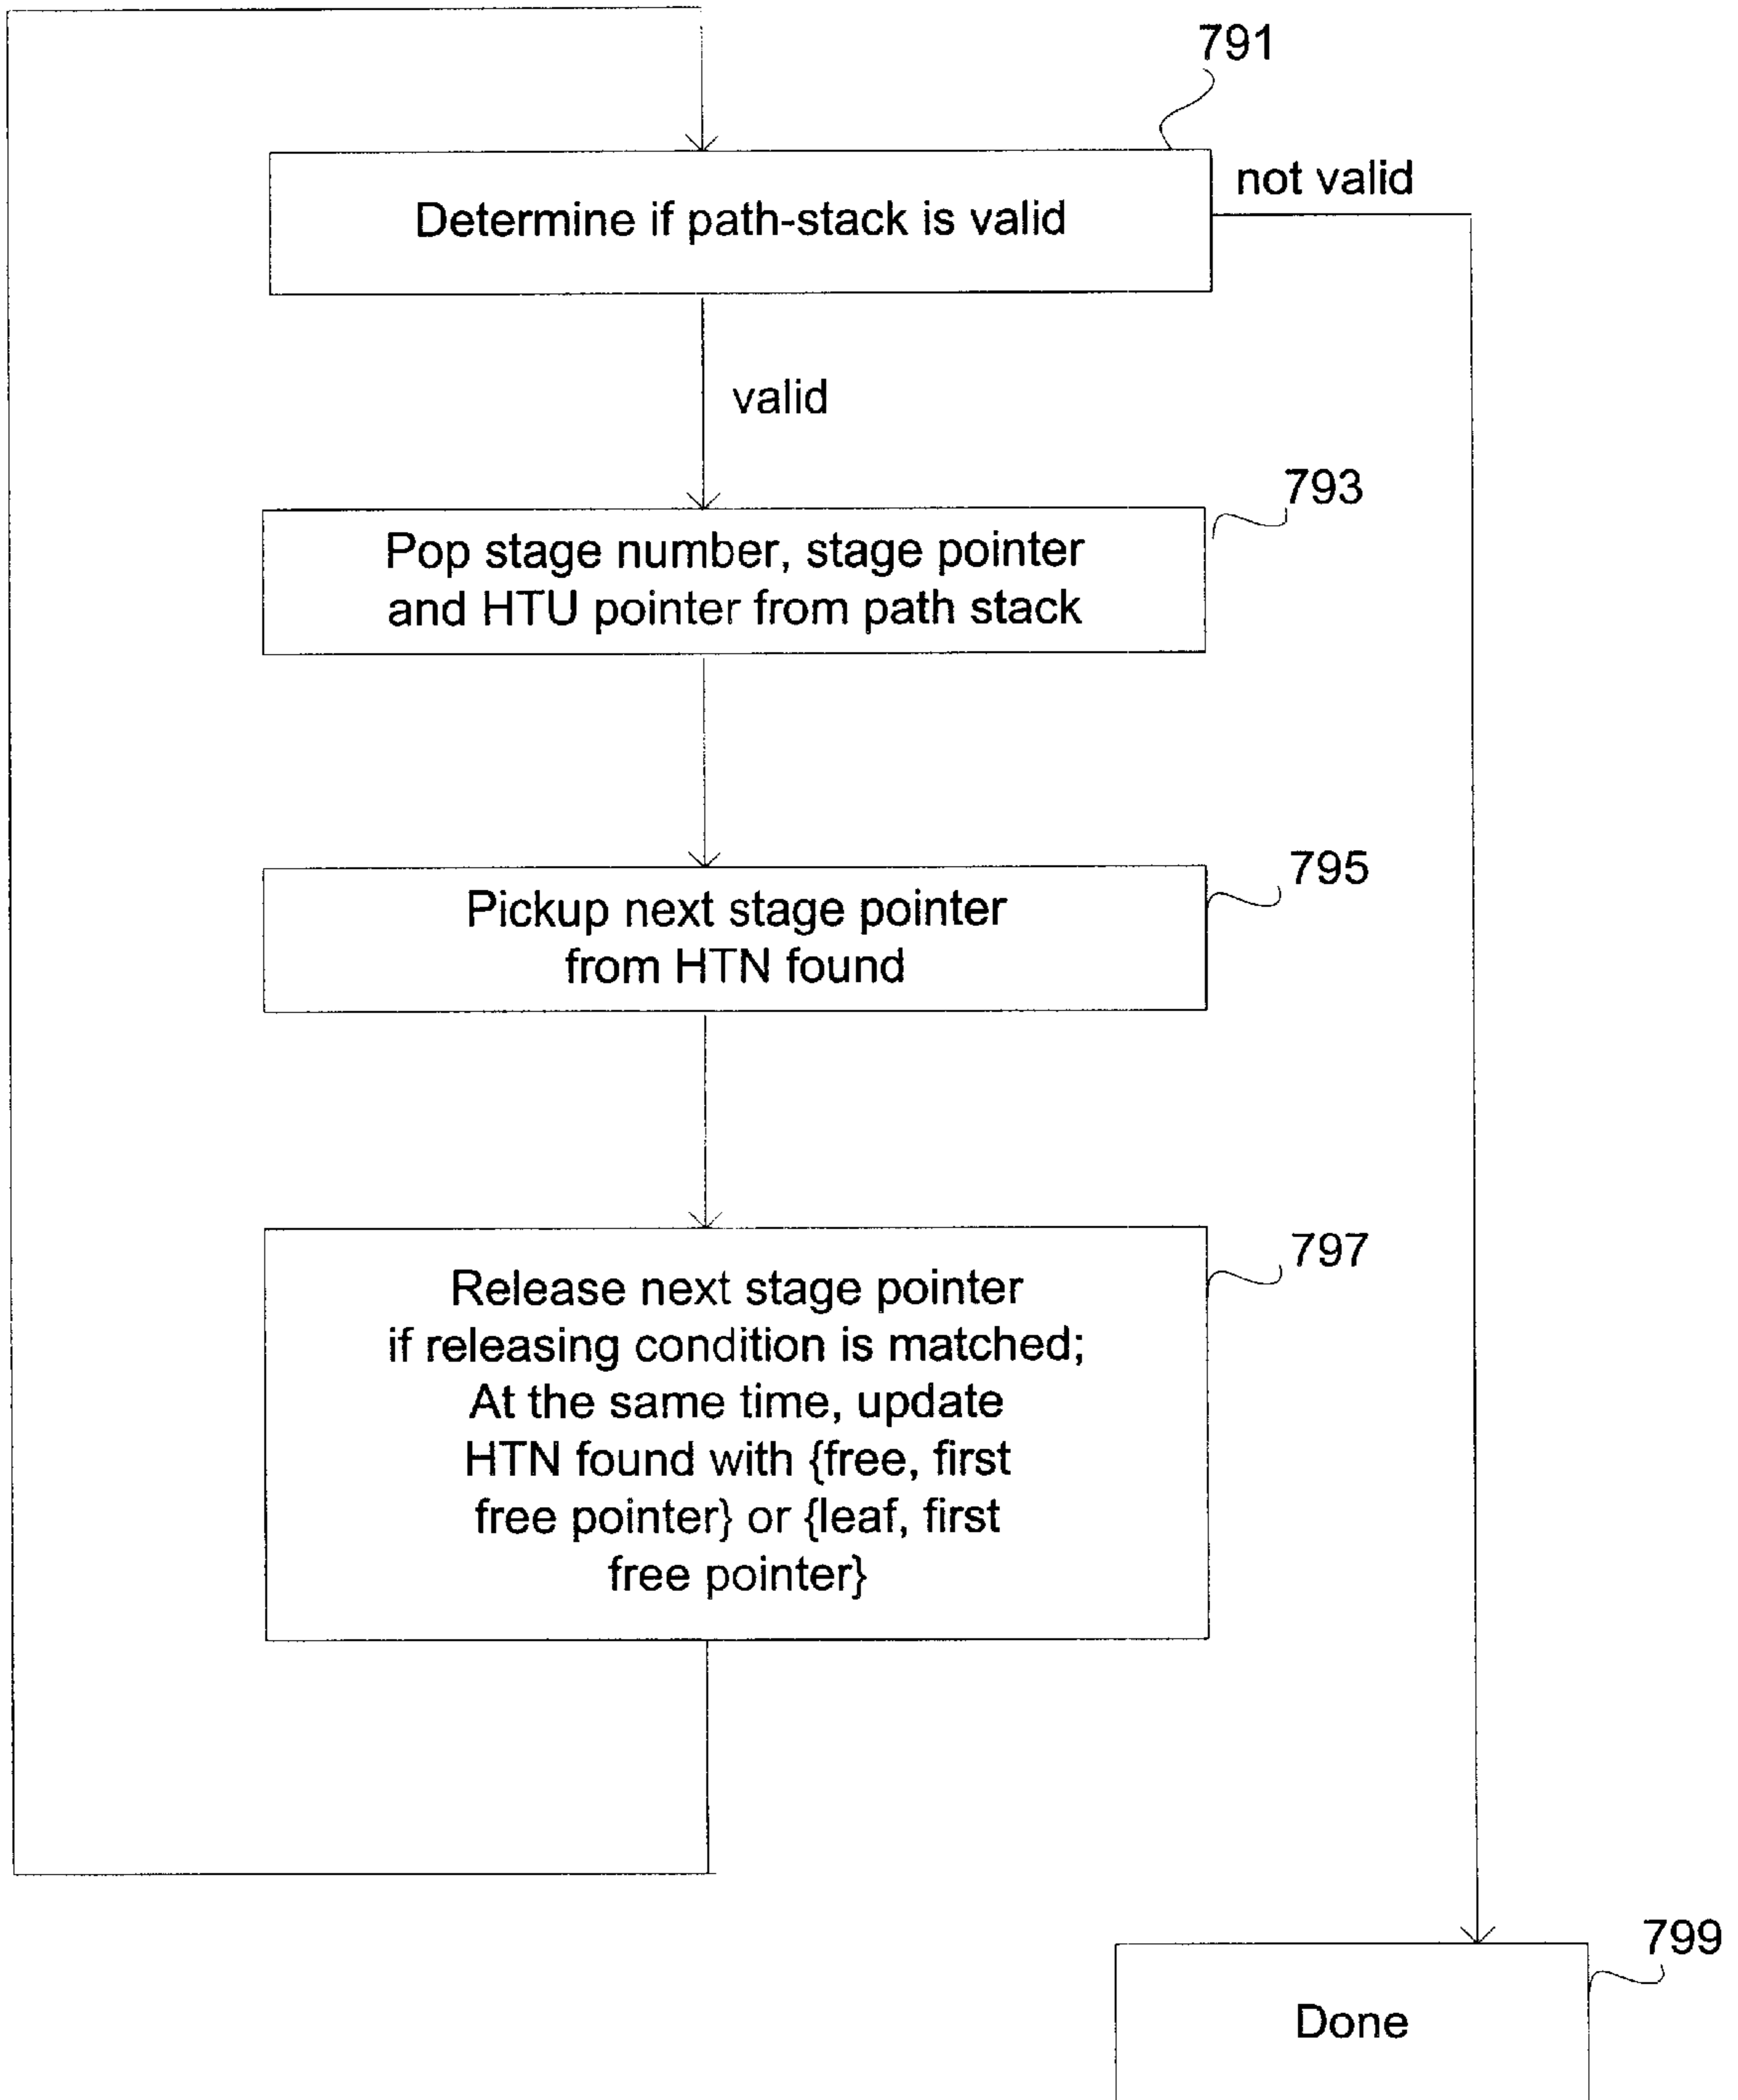 791
Determine if path-stack is valid
not valid
valid
793
Pop stage number, stage pointer
and HTU pointer from path stack
795
Pickup next stage pointer
from HTN found
797
Release next stage pointer
if releasing condition is matched;
At the same time, update
HTN found with {free, first
free pointer} or {leaf, first
free pointer}
799
Done